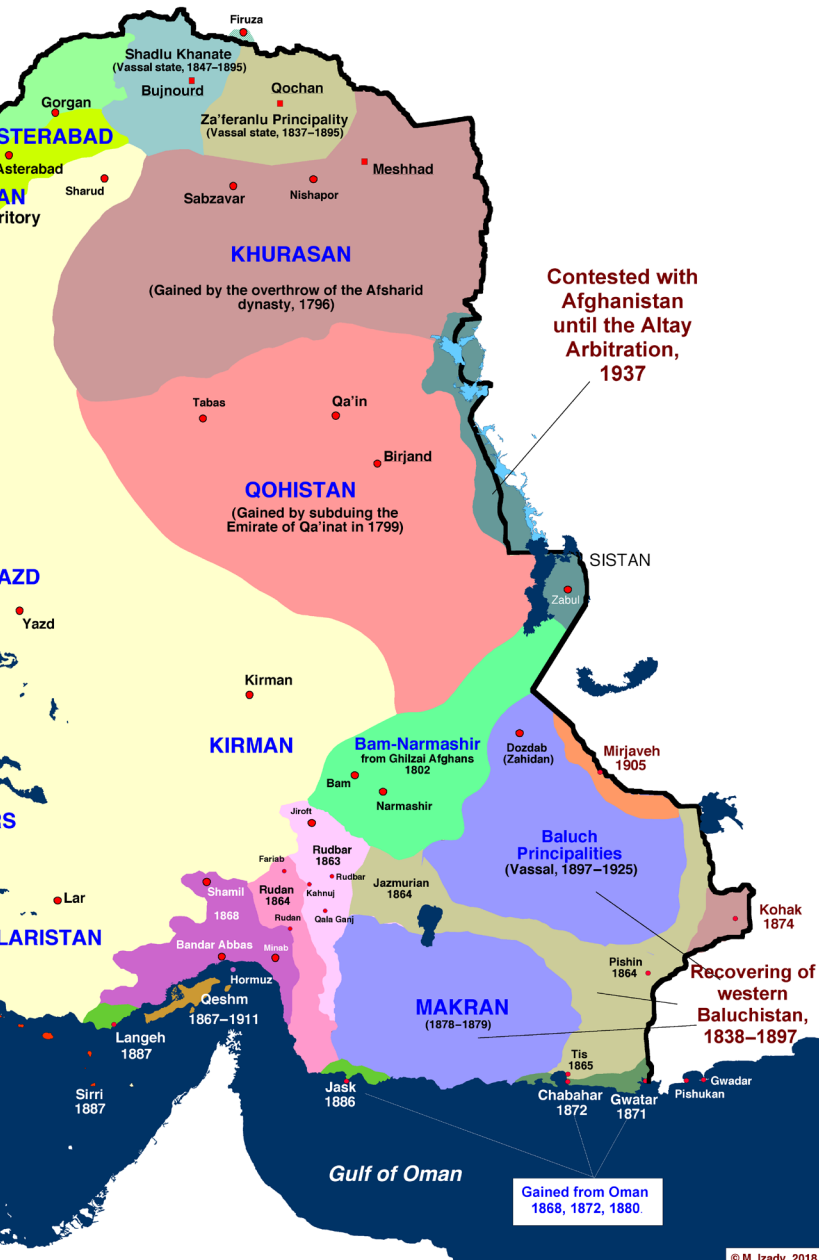 Firuza
Shadlu Khanate
(Vassal state, 1847–1895)
Bujnourd
Qochan
Za'feranlu Principality
(Vassal state, 1837–1895)
Gorgan
STERABAD
Asterabad
AN
ritory
Sharud
Meshhad
Sabzavar
Nishapor
KHURASAN
(Gained by the overthrow of the Afsharid
dynasty, 1796)
Contested with
Afghanistan
until the Altay
Arbitration,
1937
Tabas
Qa'in
Birjand
QOHISTAN
(Gained by subduing the
Emirate of Qa'inat in 1799)
SISTAN
Zabul
AZD
Yazd
Kirman
KIRMAN
Bam-Narmashir
from Ghilzai Afghans
1802
Bam
Narmashir
Dozdab
(Zahidan)
Mirjaveh
1905
RS
Jiroft
Rudbar
1863
Baluch
Principalities
(Vassal, 1897–1925)
Fariab
Rudbar
Jazmurian
1864
Shamil
1868
Rudan
1864
Kahnuj
Lar
Rudan
Qala Ganj
Kohak
1874
LARISTAN
Bandar Abbas
Minab
Pishin
1864
Hormuz
Recovering of
western
Baluchistan,
1838–1897
Qeshm
1867–1911
MAKRAN
(1878–1879)
Langeh
1887
Tis
1865
Sirri
1887
Jask
1886
Chabahar
1872
Gwatar
1871
Gwadar
Pishukan
Gulf of Oman
Gained from Oman
1868, 1872, 1880.
© M. Izady, 2018